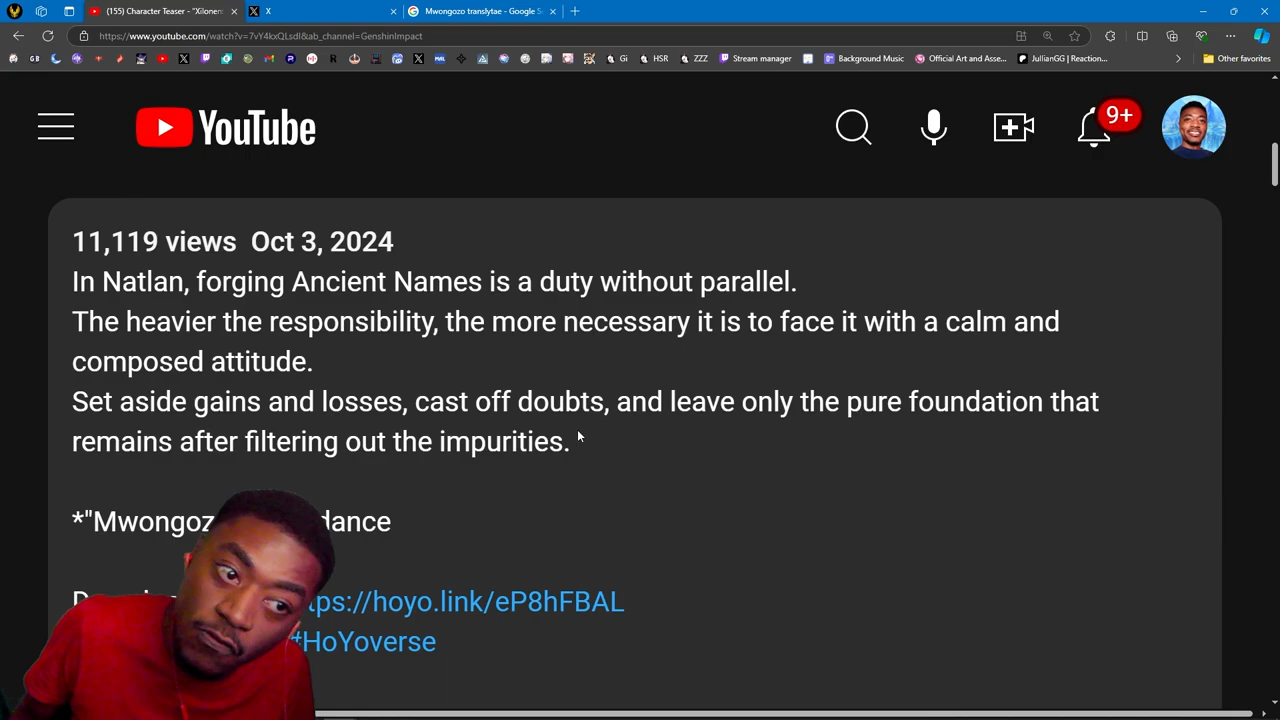 (155) Character Teaser - "Xilonen
X
Mwongozo translytae - Google S
https://www.youtube.com/watch?v=7vY4kxQLsdI&ab_channel=GenshinImpact
GB
Gi
HSR
ZZZ
Stream manager
Background Music
Official Art and Asse...
JullianGG | Reaction...
Other favorites
YouTube
9+
11,119 views Oct 3, 2024
In Natlan, forging Ancient Names is a duty without parallel.
The heavier the responsibility, the more necessary it is to face it with a calm and
composed attitude.
Set aside gains and losses, cast off doubts, and leave only the pure foundation that
remains after filtering out the impurities.
*"Mwongoz dance
ttps://hoyo.link/eP8hFBAL
#HoYoverse